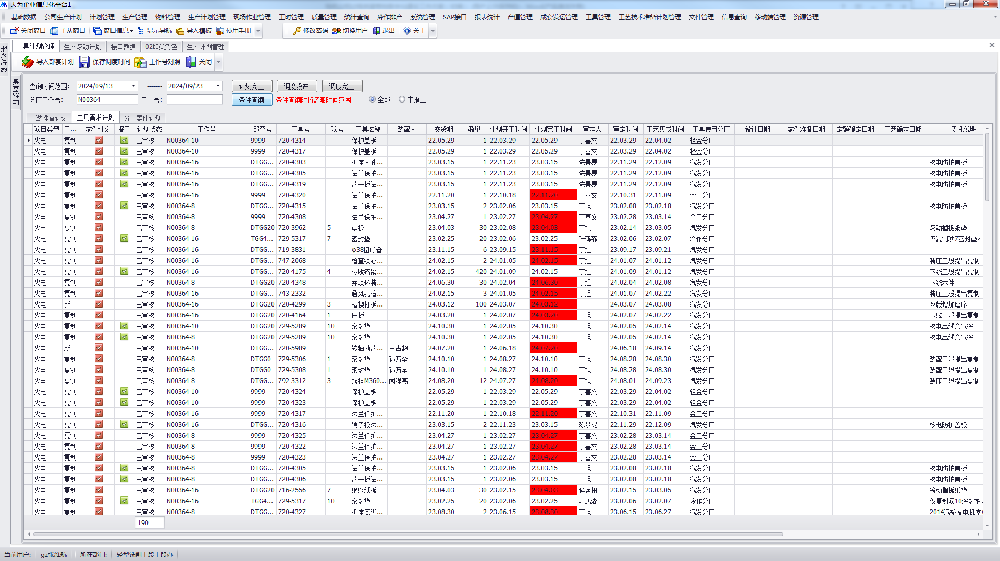 天为企业信息化平台1
基础数据 公司生产计划 计划管理 生产管理 物料管理 生产计划管理 现场作业管理 工时管理 质量管理 统计查询 冷作排产 系统管理 SAP接口 报表统计 产值管理 成套发运管理 工具管理 工艺技术准备计划管理 文件管理 信息查询 移动端管理 资源管理
关闭窗口 主从窗口 窗口信息 显示导航 导入模板 使用手册 修改密码 切换用户 退出 关于
系统功能
工具计划管理 生产滚动计划 接口数据 02职员角色 生产计划管理
导入部套计划 保存调度时间 工作号对照 关闭
账期选择
查询时间范围: 2024/09/13 ------- 2024/09/23 计划完工 调度投产 调度完工
分厂工作号: N00364- 工具号: 条件查询 条件查询时将忽略时间范围 全部 未报工
工装准备计划 工具需求计划 分厂零件计划
项目类型 工... 零件计划 报工 计划状态 工作号 部套号 工具号 项号 工具名称 装配人 交货期 数量 计划开工时间 计划完工时间 审定人 审定时间 工艺集成时间 工具使用分厂 设计日期 零件准备日期 定额确定日期 工艺确定日期 委托说明
火电 复制 已审核 N00364-10 9999 720-4314 保护盖板 22.05.29 1 22.03.29 22.05.29 丁善文 22.03.29 22.04.02 轻金分厂
火电 复制 已审核 N00364-10 9999 720-4317 保护盖板 22.05.29 1 22.03.29 22.05.29 丁善文 22.03.29 22.04.02 轻金分厂
火电 复制 已审核 N00364-16 DTGG... 720-4303 机座人孔... 23.03.15 1 22.11.23 23.03.15 陈景易 22.11.29 22.12.09 汽发分厂 核电防护盖板
火电 复制 已审核 N00364-16 DTGG... 720-4305 法兰保护... 23.03.15 1 22.11.23 23.03.15 陈景易 22.11.29 22.12.09 汽发分厂 核电防护盖板
火电 复制 已审核 N00364-16 DTGG... 720-4319 端子板法... 23.03.15 1 22.11.23 23.03.15 陈景易 22.11.29 22.12.09 汽发分厂 核电防护盖板
火电 复制 已审核 N00364-16 9999 720-4320 法兰保护... 22.11.20 1 22.10.18 22.11.20 丁善文 22.10.31 22.11.09 金工分厂
火电 复制 已审核 N00364-8 DTGG... 720-4315 法兰保护... 23.03.15 2 23.02.06 23.03.15 丁旭 23.02.08 23.02.18 汽发分厂 核电防护盖板
火电 复制 已审核 N00364-8 9999 720-4308 法兰保护... 23.04.27 1 23.02.27 23.04.27 丁善文 23.02.28 23.03.14 金工分厂
火电 复制 已审核 N00364-8 DTGG20 720-3962 5 垫板 23.04.03 30 23.02.08 23.04.03 丁旭 23.02.14 23.03.05 汽发分厂 滚动搁板纸垫
火电 复制 已审核 N00364-16 TGG4... 729-5317 7 密封垫 23.02.25 20 23.02.06 23.02.25 叶鸿森 23.02.06 23.02.07 冷作分厂 仅复制项7密封垫。
火电 复制 已审核 N00364-16 DTGG... 719-3831 φ38扭断器 23.11.15 6 23.09.15 23.11.15 丁旭 23.09.17 23.09.21 汽发分厂
火电 复制 已审核 N00364-16 DTGG... 747-2068 检查铁心... 24.02.15 2 24.01.05 24.02.15 丁旭 24.01.07 24.01.12 汽发分厂 装压工段提出复制
火电 复制 已审核 N00364-16 DTGG... 720-4175 4 热收缩聚... 24.02.15 420 24.01.09 24.02.15 丁旭 24.01.09 24.01.12 汽发分厂 下线工段提出复制
火电 复制 已审核 N00364-8 DTGG20 720-4348 并联环装... 24.06.30 30 24.02.04 24.06.30 丁旭 24.02.04 24.02.08 汽发分厂 下线木件
火电 复制 已审核 N00364-16 DTGG... 743-2332 通风孔检... 24.02.15 3 24.01.05 24.02.15 丁旭 24.01.07 24.02.22 汽发分厂 装压工段提出复制
火电 新 已审核 N00364-16 DTGG20 720-4299 3 槽楔打板... 24.03.12 100 24.03.07 24.03.12 24.03.07 24.03.08 汽发分厂 改版增加磨序
火电 复制 已审核 N00364-16 DTGG20 720-4164 1 压板 24.03.20 1 24.02.07 24.03.20 丁旭 24.02.07 24.02.22 汽发分厂 下线工段提出复制
火电 复制 已审核 N00364-10 DTGG20 729-5289 10 密封垫 24.10.30 1 24.02.05 24.10.30 丁旭 24.02.05 24.02.14 汽发分厂 核电出线盒气密
火电 复制 已审核 N00364-8 DTGG20 729-5289 10 密封垫 24.10.30 1 24.02.05 24.10.30 丁旭 24.02.05 24.02.14 汽发分厂 核电出线盒气密
火电 新 已审核 N00364-10 DTGG... 720-5989 转轴励端... 王占超 24.07.20 1 24.06.18 24.07.20 24.06.18 24.09.14 汽发分厂
火电 复制 已审核 N00364-8 DTGG0 729-5306 1 密封垫 孙万全 24.10.10 1 24.08.27 24.10.10 丁旭 24.08.28 24.08.30 汽发分厂 装配工段提出复制
火电 复制 已审核 N00364-8 DTGG0 729-5308 1 密封垫 孙万全 24.10.10 1 24.08.27 24.10.10 丁旭 24.08.28 24.08.30 汽发分厂 装配工段提出复制
火电 复制 已审核 N00364-8 DTGG... 792-3312 3 螺栓M360... 闻程亮 24.08.20 12 24.07.27 24.08.20 丁旭 24.08.01 24.09.23 汽发分厂 装压工段提出复制
火电 复制 已审核 N00364-10 9999 720-4324 保护盖板 22.05.29 1 22.03.29 22.05.29 丁善文 22.03.29 22.04.02 轻金分厂
火电 复制 已审核 N00364-10 9999 720-4323 保护盖板 22.05.29 1 22.03.29 22.05.29 丁善文 22.03.29 22.04.02 轻金分厂
火电 复制 已审核 N00364-16 9999 720-4317 法兰保护... 22.11.20 1 22.10.18 22.11.20 丁善文 22.10.31 22.11.09 金工分厂
火电 复制 已审核 N00364-16 DTGG... 720-4316 端子板法... 23.03.15 2 22.11.23 23.03.15 陈景易 22.11.29 22.12.09 汽发分厂 核电防护盖板
火电 复制 已审核 N00364-8 9999 720-4325 法兰保护... 23.04.27 1 23.02.27 23.04.27 丁善文 23.02.28 23.03.14 金工分厂
火电 复制 已审核 N00364-8 9999 720-4322 法兰保护... 23.04.27 1 23.02.27 23.04.27 丁善文 23.02.28 23.03.14 金工分厂
火电 复制 已审核 N00364-8 9999 720-4323 法兰保护... 23.04.27 1 23.02.27 23.04.27 丁善文 23.02.28 23.03.14 金工分厂
火电 复制 已审核 N00364-8 DTGG... 720-4305 法兰保护... 23.03.15 1 23.02.06 23.03.15 丁旭 23.02.08 23.02.18 汽发分厂 核电防护盖板
火电 复制 已审核 N00364-8 DTGG... 720-4306 端子板法... 23.03.15 1 23.02.06 23.03.15 丁旭 23.02.08 23.02.18 汽发分厂 核电防护盖板
火电 复制 已审核 N00364-16 DTGG20 716-2556 7 绝缘纸板 23.04.03 30 23.02.15 23.04.03 侯茗枫 23.02.15 23.03.05 汽发分厂 滚动搁板纸垫
火电 复制 已审核 N00364-16 TGG4... 729-5317 10 密封垫 23.02.25 20 23.02.06 23.02.25 叶鸿森 23.02.06 23.02.07 冷作分厂 仅复制项10密封垫
火电 复制 已审核 N00364-8 DTGG... 720-4327 机座底脚... 23.08.30 2 23.06.15 23.08.30 丁旭 23.06.15 23.06.27 汽发分厂 2014汽轮发电机室
190
当前用户: gz张维航 所在部门: 轻型铣削工段工段办